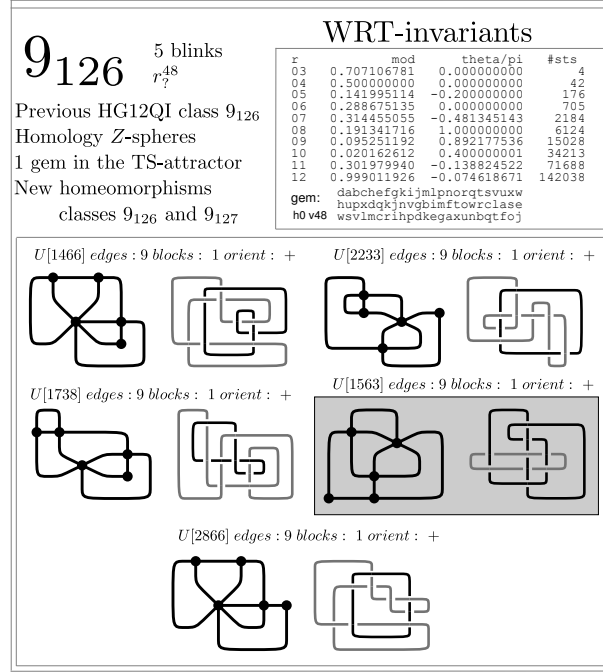 9126
5 blinks
r?48
Previous HG12QI class 9126
Homology Z-spheres
1 gem in the TS-attractor
New homeomorphisms
classes 9126 and 9127
WRT-invariants
r mod theta/pi #sts
03 0.707106781 0.000000000 4
04 0.500000000 0.000000000 42
05 0.141995114 -0.200000000 176
06 0.288675135 0.000000000 705
07 0.314455055 -0.481345143 2184
08 0.191341716 1.000000000 6124
09 0.095251192 0.892177536 15028
10 0.020162612 0.400000001 34213
11 0.301979940 -0.138824522 71688
12 0.999011926 -0.074618671 142038
gem: dabchefgkijmlpnorqtsvuxw
hupxdqkjnvgbimftowrclase
h0 v48 wsvlmcrihpdkegaxunbqtfoj
U[1466] edges : 9 blocks : 1 orient : +
U[2233] edges : 9 blocks : 1 orient : +
U[1738] edges : 9 blocks : 1 orient : +
U[1563] edges : 9 blocks : 1 orient : +
U[2866] edges : 9 blocks : 1 orient : +